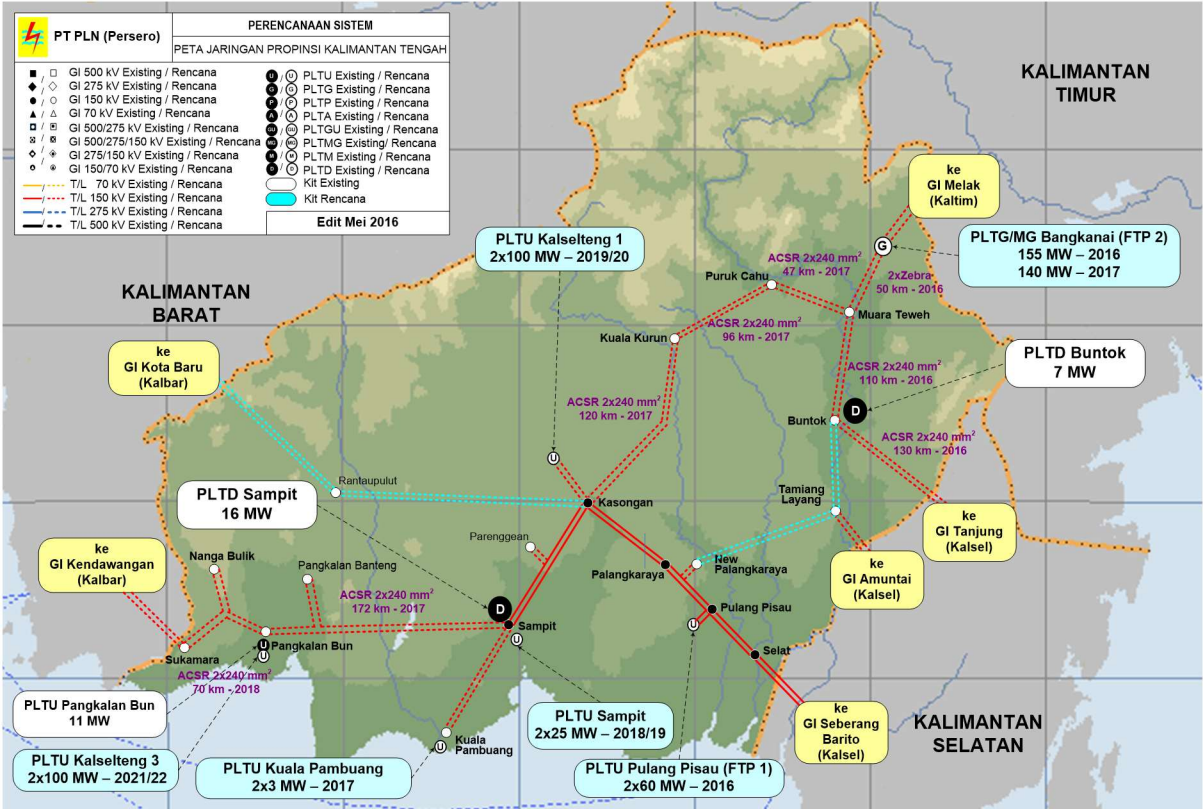 PT PLN (Persero)
PERENCANAAN SISTEM
PETA JARINGAN PROPINSI KALIMANTAN TENGAH
GI 500 kV Existing / Rencana
GI 275 kV Existing / Rencana
GI 150 kV Existing / Rencana
GI 70 kV Existing / Rencana
GI 500/275 kV Existing / Rencana
GI 500/275/150 kV Existing / Rencana
GI 275/150 kV Existing / Rencana
GI 150/70 kV Existing / Rencana
T/L 70 kV Existing / Rencana
T/L 150 kV Existing / Rencana
T/L 275 kV Existing / Rencana
T/L 500 kV Existing / Rencana
U / U PLTU Existing / Rencana
G / G PLTG Existing / Rencana
P / P PLTP Existing / Rencana
A / A PLTA Existing / Rencana
GU / GU PLTGU Existing / Rencana
MG / MG PLTMG Existing/ Rencana
M / M PLTM Existing / Rencana
D / D PLTD Existing / Rencana
Kit Existing
Kit Rencana
Edit Mei 2016
KALIMANTAN
TIMUR
ke
GI Melak
(Kaltim)
PLTU Kalselteng 1
2x100 MW – 2019/20
G
PLTG/MG Bangkanai (FTP 2)
155 MW – 2016
140 MW – 2017
ACSR 2x240 mm²
47 km - 2017
Puruk Cahu
2xZebra
50 km - 2016
KALIMANTAN
BARAT
Muara Teweh
ACSR 2x240 mm²
96 km - 2017
Kuala Kurun
ke
GI Kota Baru
(Kalbar)
PLTD Buntok
7 MW
ACSR 2x240 mm²
110 km - 2016
ACSR 2x240 mm²
120 km - 2017
D
Buntok
ACSR 2x240 mm²
130 km - 2016
U
Rantaupulut
PLTD Sampit
16 MW
Kasongan
Tamiang
Layang
ke
GI Tanjung
(Kalsel)
Parenggean
ke
GI Kendawangan
(Kalbar)
Nanga Bulik
Pangkalan Banteng
Palangkaraya
New
Palangkaraya
ke
GI Amuntai
(Kalsel)
ACSR 2x240 mm²
172 km - 2017
D
Sampit
U
Pulang Pisau
U
Sukamara
U
Pangkalan Bun
U
Selat
ACSR 2x240 mm²
70 km - 2018
PLTU Pangkalan Bun
11 MW
PLTU Sampit
2x25 MW – 2018/19
ke
GI Seberang
Barito
(Kalsel)
KALIMANTAN
SELATAN
Kuala
Pambuang
U
PLTU Kalselteng 3
2x100 MW – 2021/22
PLTU Kuala Pambuang
2x3 MW – 2017
PLTU Pulang Pisau (FTP 1)
2x60 MW – 2016